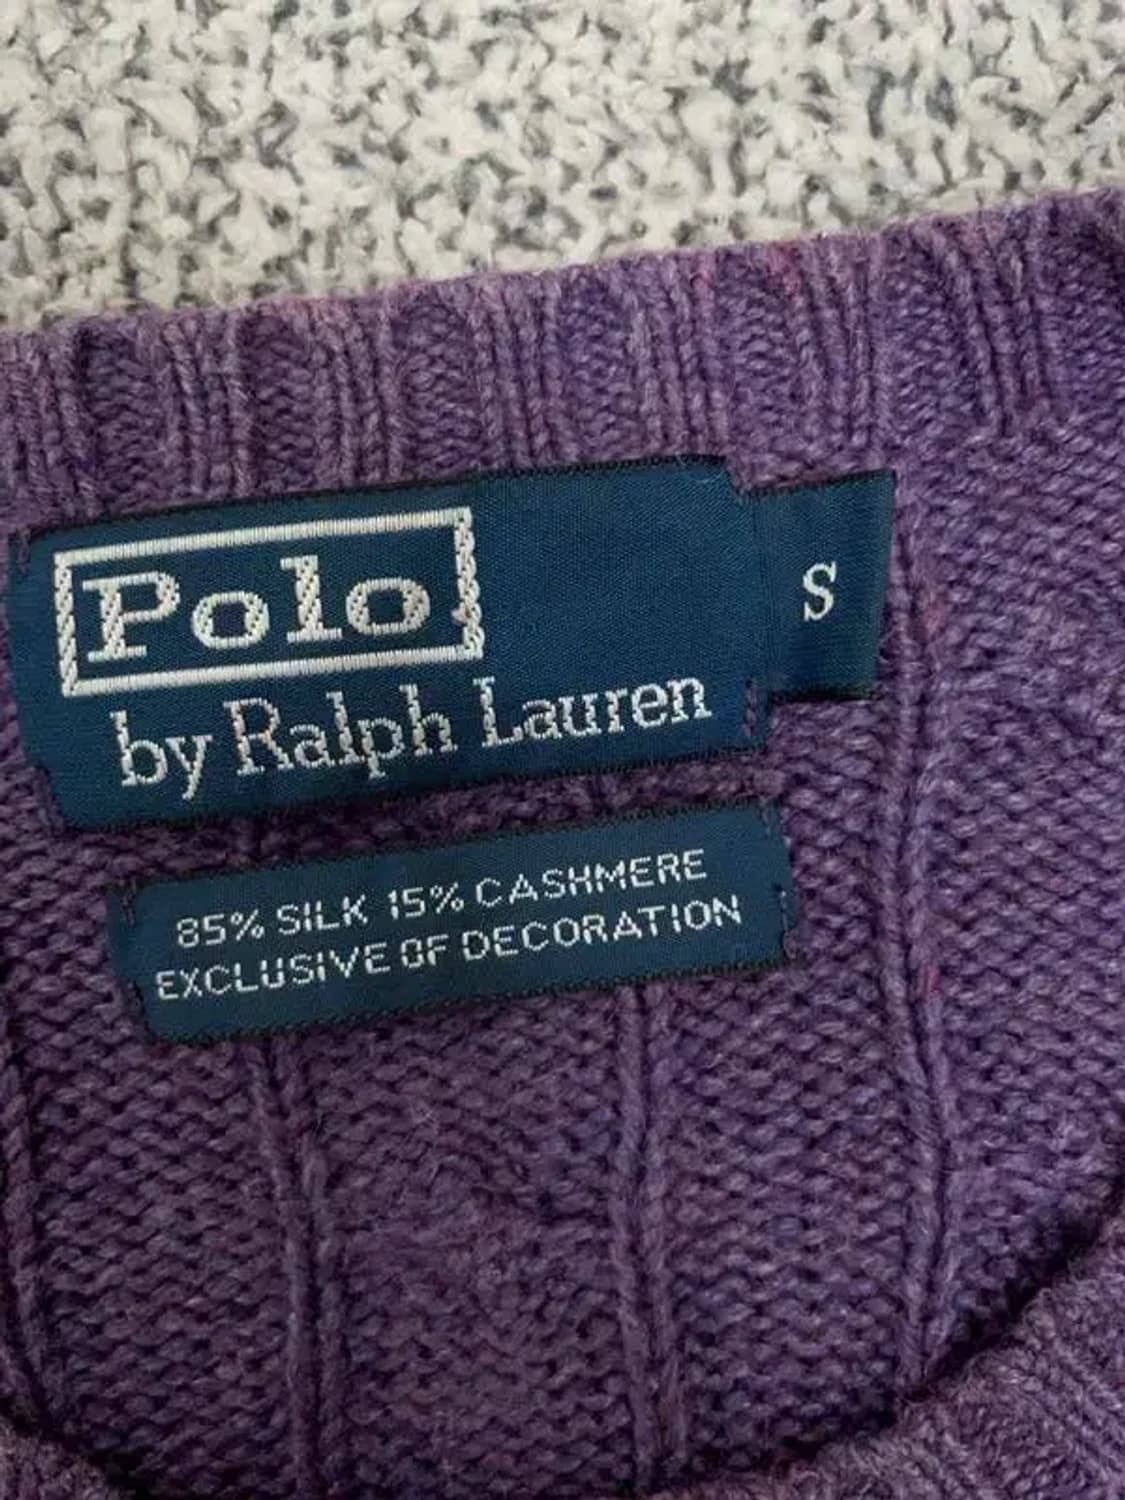 Polo
by Ralph Lauren
S
85% SILK 15% CASHMERE
EXCLUSIVE OF DECORATION